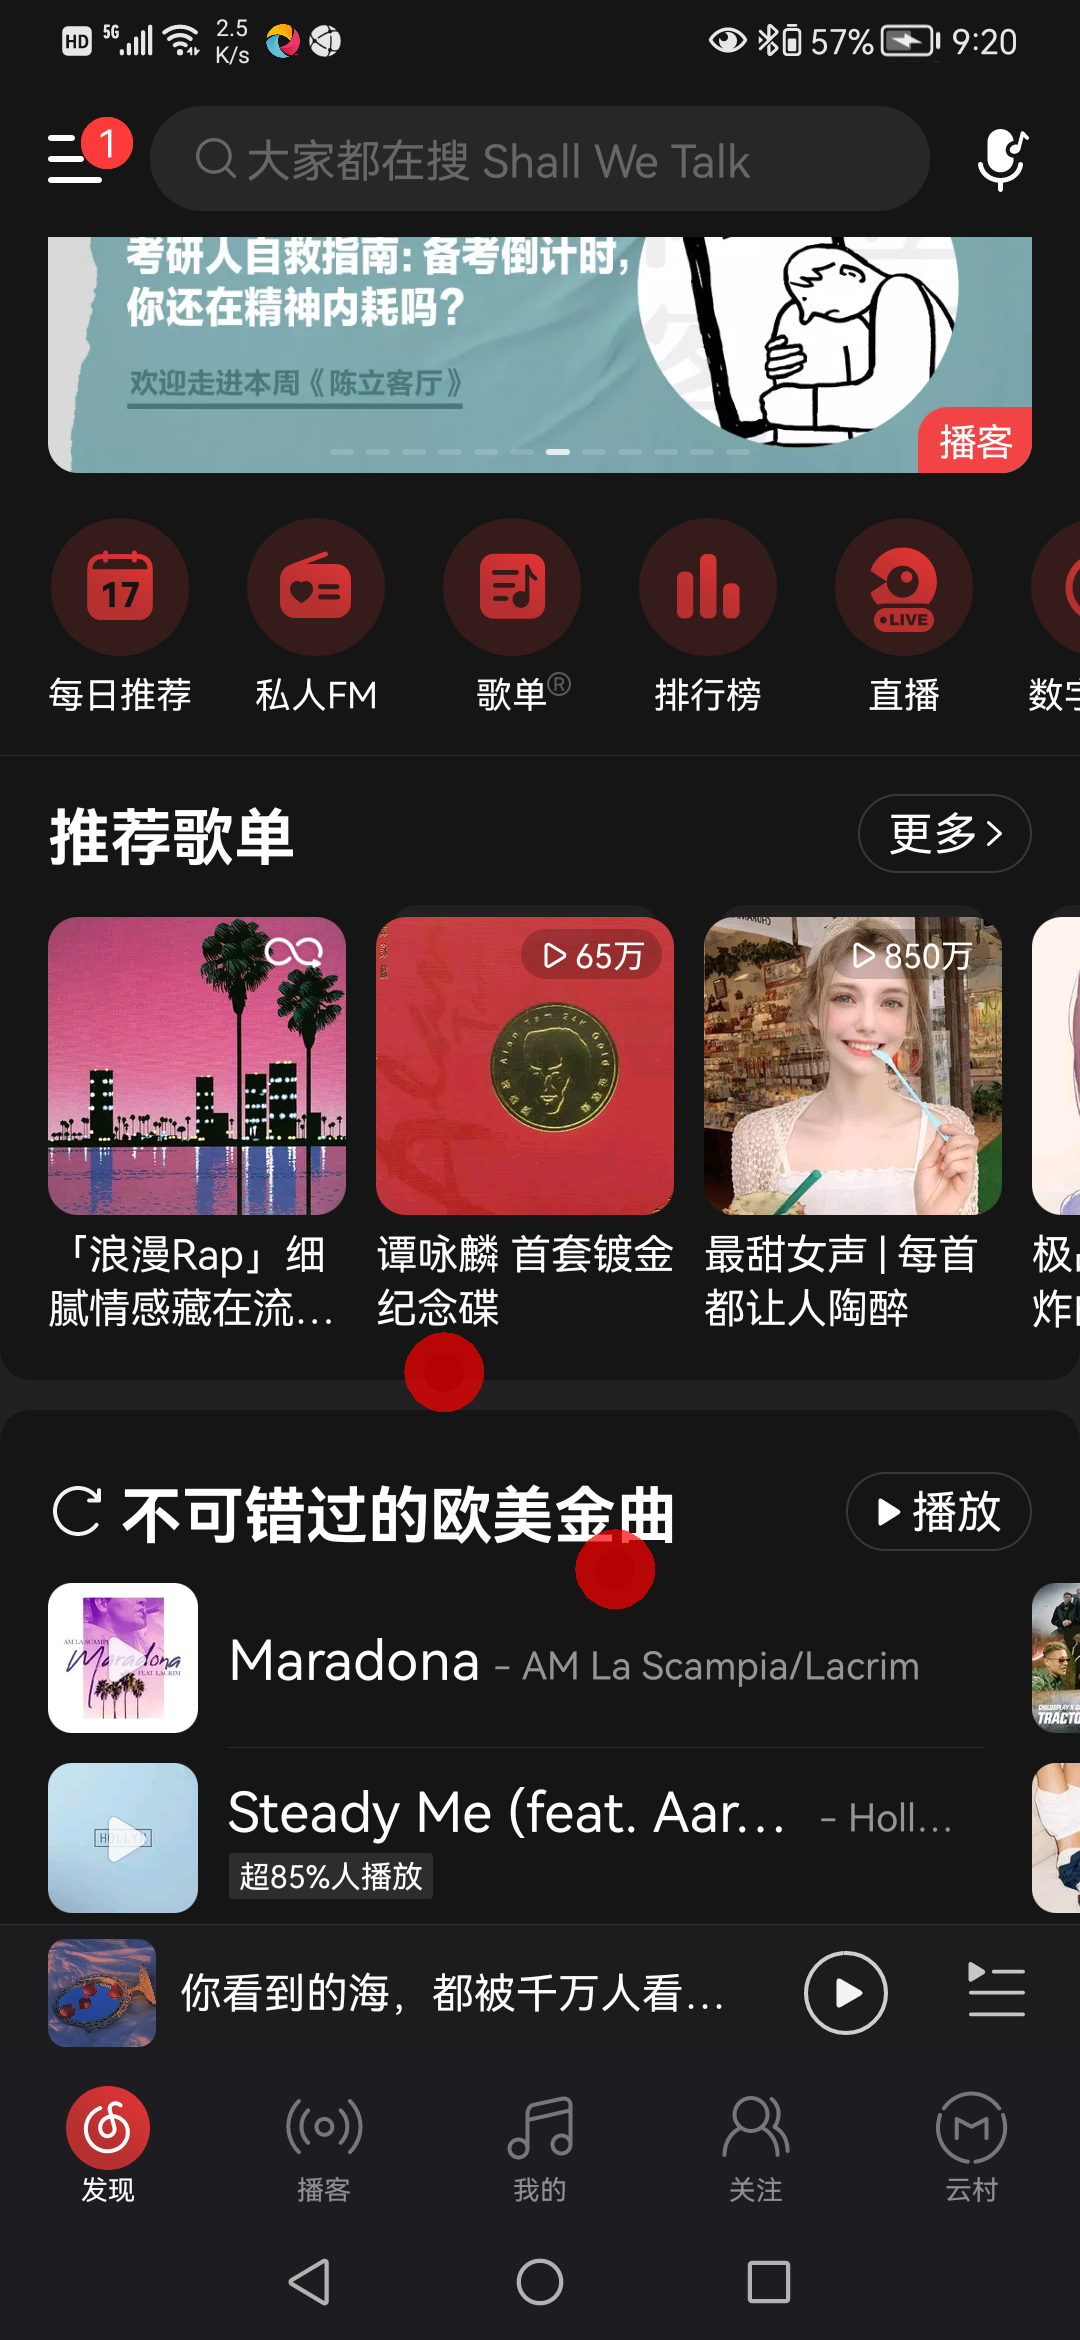 HD 5G 2.5 K/s 57% 9:20
1
大家都在搜 Shall We Talk
考研人自救指南：备考倒计时，
你还在精神内耗吗？
欢迎走进本周《陈立客厅》
播客
17
LIVE
每日推荐 私人FM 歌单® 排行榜 直播 数字
推荐歌单 更多
65万 850万
「浪漫Rap」细
腻情感藏在流…
谭咏麟 首套镀金
纪念碟
最甜女声 | 每首
都让人陶醉
不可错过的欧美金曲 播放
AM LA SCAMPIA
Maradona
FEAT. LACRIM
Maradona - AM La Scampia/Lacrim
Steady Me (feat. Aar... - Holl...
超85%人播放
你看到的海，都被千万人看...
发现 播客 我的 关注 云村